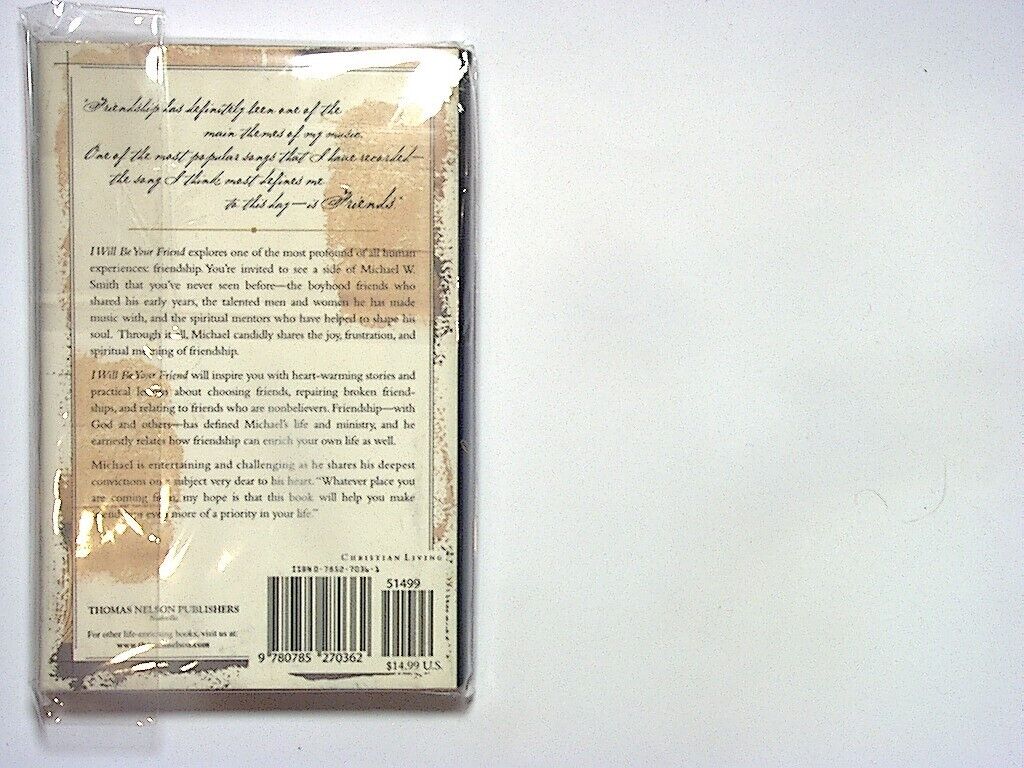 "Friendship has definitely been one of the
main themes of my music.
One of the most popular songs that I have recorded—
the song I think most defines me
to this day—is 'Friends'"
I Will Be Your Friend explores one of the most profound of all human
experiences: friendship. You're invited to see a side of Michael W.
Smith that you've never seen before—the boyhood friends who
shared his early years, the talented men and women he has made
music with, and the spiritual mentors who have helped to shape his
soul. Through it all, Michael candidly shares the joy, frustration, and
spiritual meaning of friendship.
I Will Be Your Friend will inspire you with heart-warming stories and
practical lessons about choosing friends, repairing broken friend-
ships, and relating to friends who are nonbelievers. Friendship—with
God and others—has defined Michael's life and ministry, and he
earnestly relates how friendship can enrich your own life as well.
Michael is entertaining and challenging as he shares his deepest
convictions on a subject very dear to his heart. "Whatever place you
are coming from, my hope is that this book will help you make
even more of a priority in your life."
CHRISTIAN LIVING
ISBN 0-7852-7036-1
51499
THOMAS NELSON PUBLISHERS
Nashville
For other life-enriching books, visit us at:
9 780785 270362
$14.99 U.S.